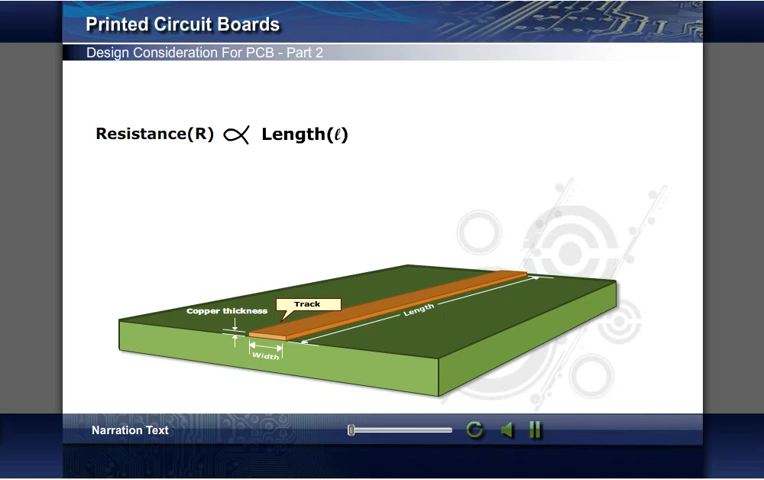 Printed Circuit Boards
Design Consideration For PCB - Part 2
Resistance(R) ∝ Length(ℓ)
Track
Copper thickness
Length
Width
Narration Text